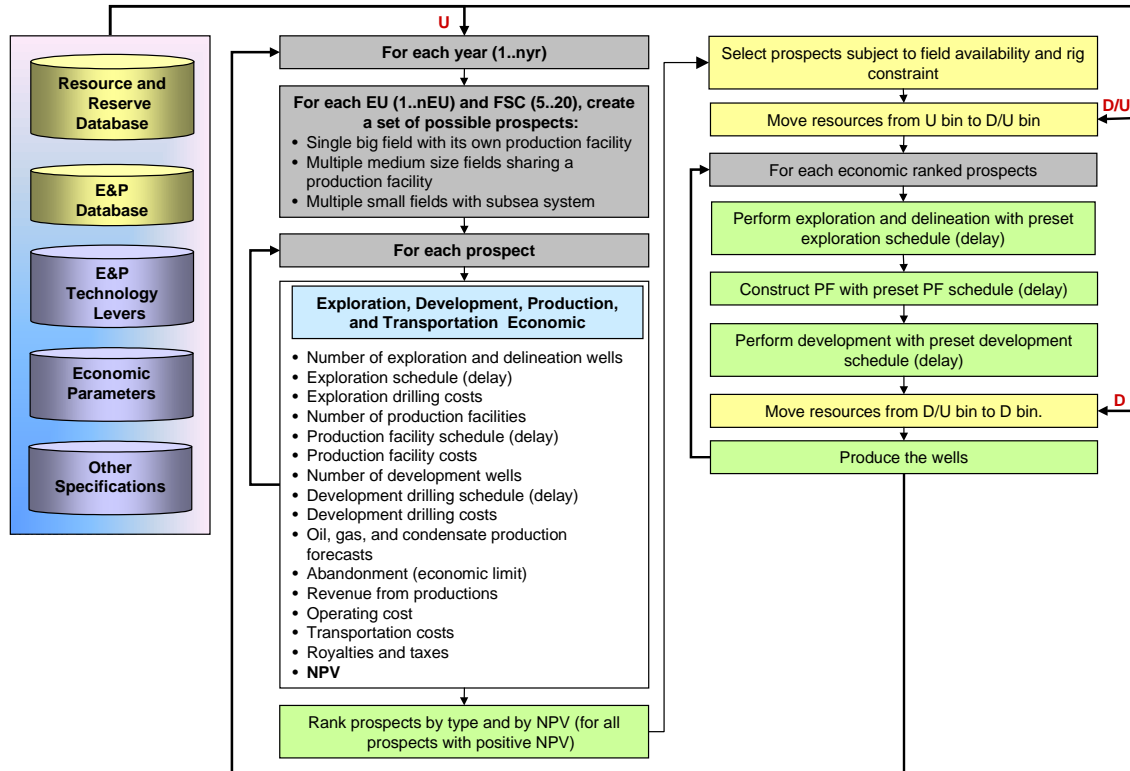 U
Resource and
Reserve
Database
E&P
Database
E&P
Technology
Levers
Economic
Parameters
Other
Specifications
For each year (1..nyr)
For each EU (1..nEU) and FSC (5..20), create
a set of possible prospects:
• Single big field with its own production facility
• Multiple medium size fields sharing a
production facility
• Multiple small fields with subsea system
For each prospect
Exploration, Development, Production,
and Transportation Economic
• Number of exploration and delineation wells
• Exploration schedule (delay)
• Exploration drilling costs
• Number of production facilities
• Production facility schedule (delay)
• Production facility costs
• Number of development wells
• Development drilling schedule (delay)
• Development drilling costs
• Oil, gas, and condensate production
forecasts
• Abandonment (economic limit)
• Revenue from productions
• Operating cost
• Transportation costs
• Royalties and taxes
• NPV
Rank prospects by type and by NPV (for all
prospects with positive NPV)
Select prospects subject to field availability and rig
constraint
D/U
Move resources from U bin to D/U bin
For each economic ranked prospects
Perform exploration and delineation with preset
exploration schedule (delay)
Construct PF with preset PF schedule (delay)
Perform development with preset development
schedule (delay)
D
Move resources from D/U bin to D bin.
Produce the wells